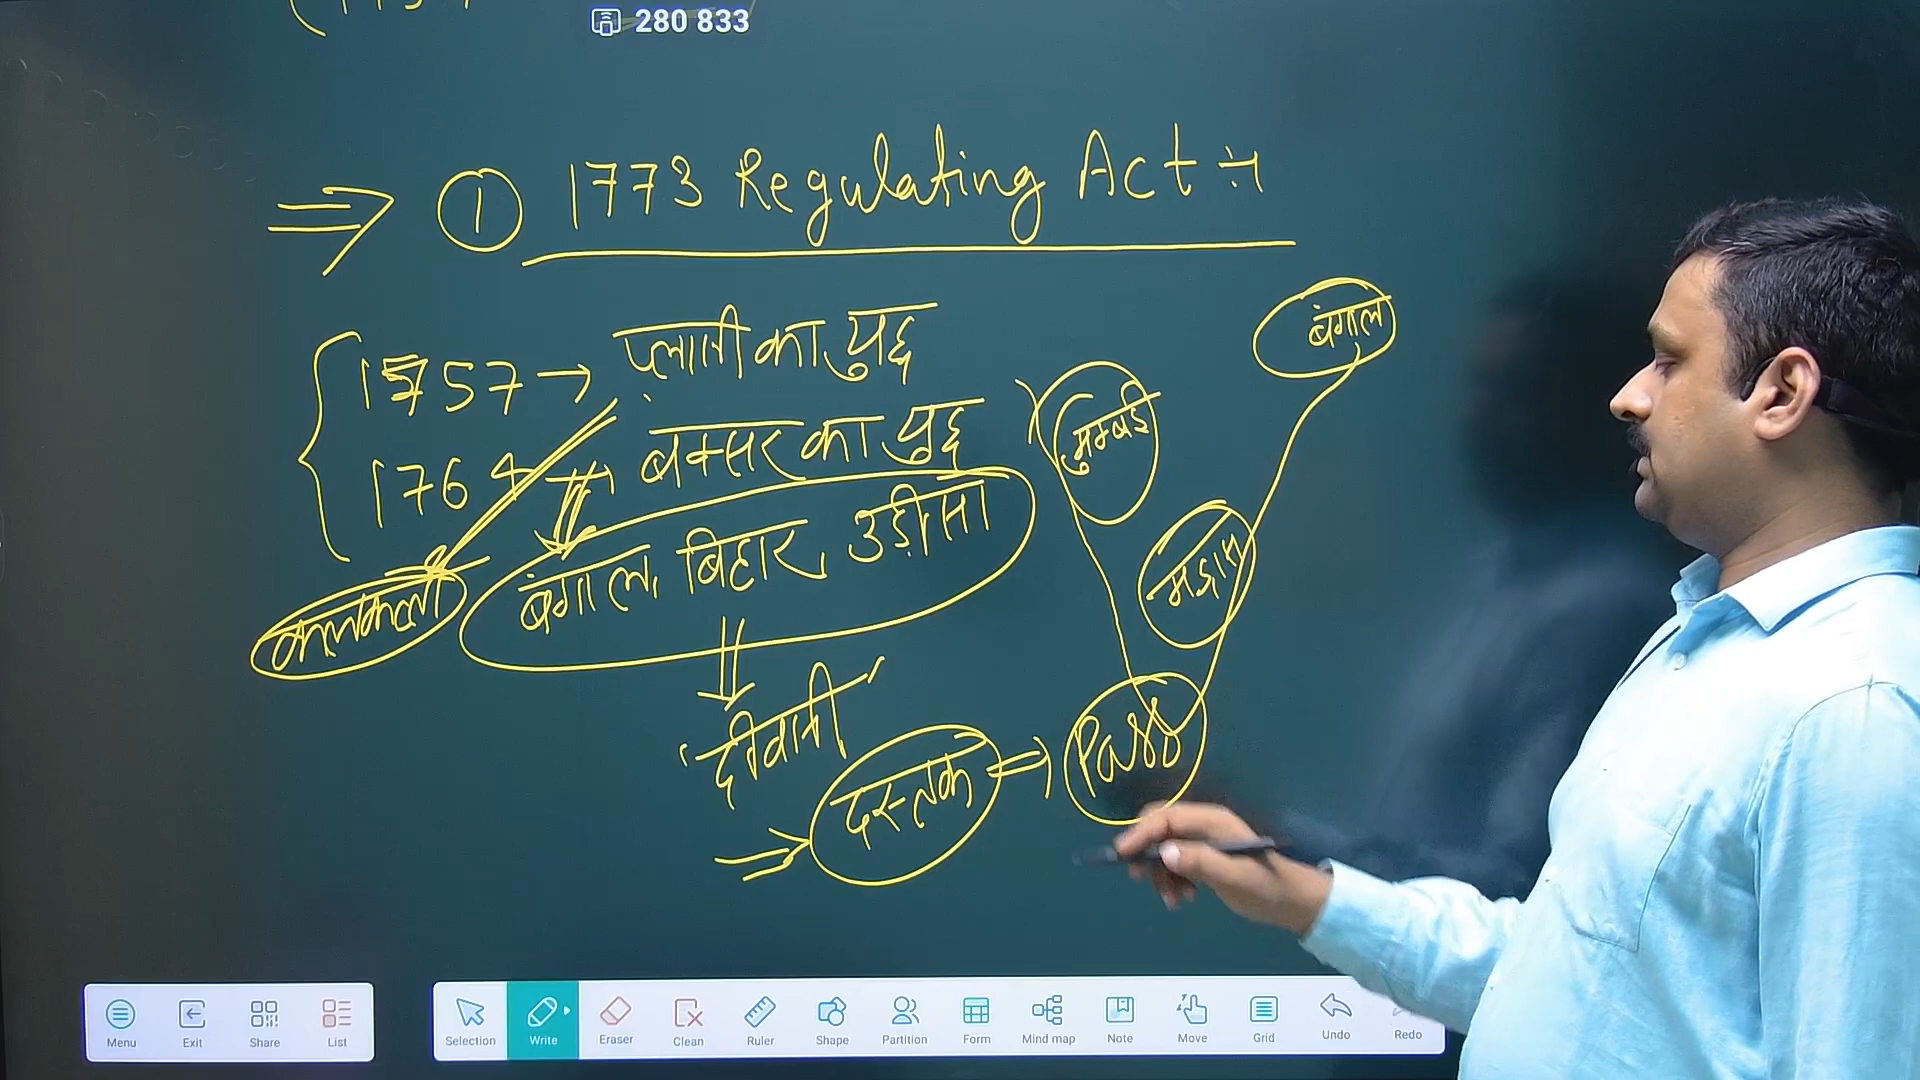 280 833
⇒ ① 1773 Regulating Act :-
1757 → प्लासी का युद्ध
1764 → बक्सर का युद्ध
बंगाल, बिहार, उड़ीसा
कलकत्ता
'दीवानी'
⇒ दस्तक ⇒ Pass
बंगाल
मुम्बई
मद्रास
Menu Exit Share List
Selection Write Eraser Clean Ruler Shape Partition Form Mind map Note Move Grid Undo Redo